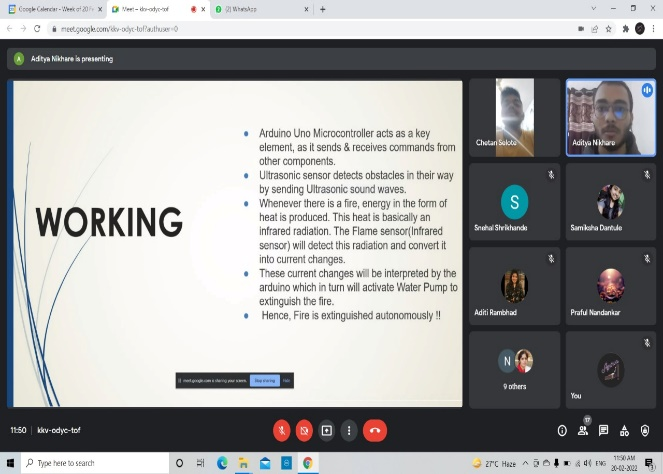 Google Calendar - Week of 20 Fe
Meet – kkv-odyc-tof
(2) WhatsApp
meet.google.com/kkv-odyc-tof?authuser=0
A
Aditya Nikhare is presenting
WORKING
Arduino Uno Microcontroller acts as a key
element, as it sends & receives commands from
other components.
Ultrasonic sensor detects obstacles in their way
by sending Ultrasonic sound waves.
Whenever there is a fire, energy in the form of
heat is produced. This heat is basically an
infrared radiation. The Flame sensor(Infrared
sensor) will detect this radiation and convert it
into current changes.
These current changes will be interpreted by the
arduino which in turn will activate Water Pump to
extinguish the fire.
Hence, Fire is extinguished autonomously !!
meet.google.com is sharing your screen.
Stop sharing
Hide
Chetan Selote
Aditya Nikhare
S
Snehal Shrikhande
Samiksha Dantule
Aditi Rambhad
Praful Nandankar
N
9 others
You
11:50 | kkv-odyc-tof
17
Type here to search
27°C Haze
ENG
11:50 AM
20-02-2022